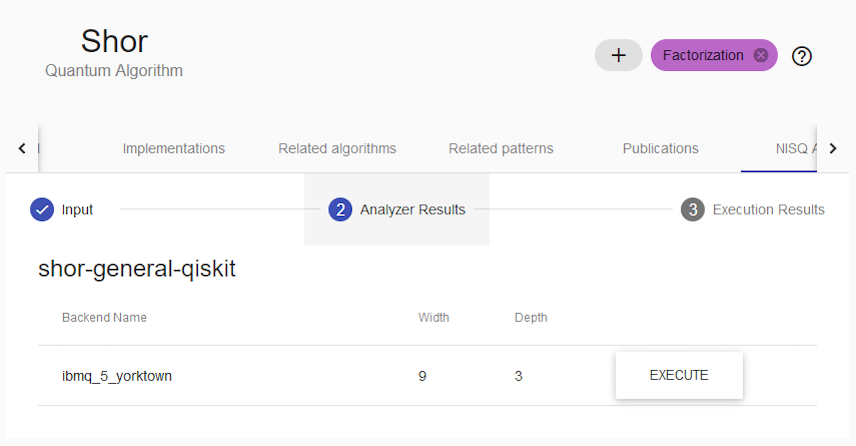 Shor
Quantum Algorithm
Factorization
Implementations Related algorithms Related patterns Publications NISQ
Input 2 Analyzer Results 3 Execution Results
shor-general-qiskit
Backend Name Width Depth
ibmq_5_yorktown 9 3 EXECUTE